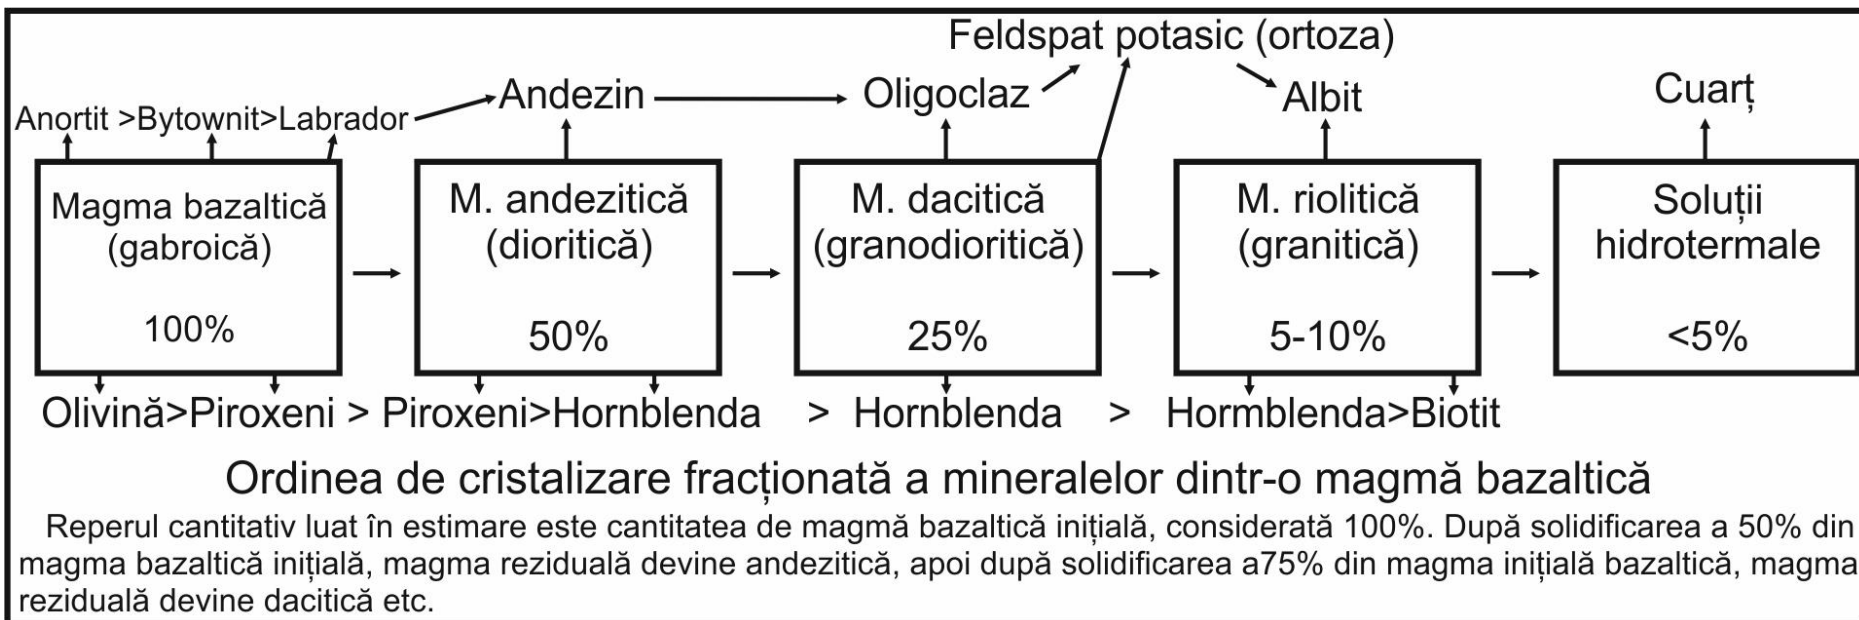 Feldspat potasic (ortoza)
Anortit >Bytownit>Labrador
Andezin
Oligoclaz
Albit
Cuarț
Magma bazaltică
(gabroică)
100%
M. andezitică
(dioritică)
50%
M. dacitică
(granodioritică)
25%
M. riolitică
(granitică)
5-10%
Soluții
hidrotermale
<5%
Olivină>Piroxeni > Piroxeni>Hornblenda > Hornblenda > Hormblenda>Biotit
Ordinea de cristalizare fracționată a mineralelor dintr-o magmă bazaltică
Reperul cantitativ luat în estimare este cantitatea de magmă bazaltică inițială, considerată 100%. După solidificarea a 50% din
magma bazaltică inițială, magma reziduală devine andezitică, apoi după solidificarea a75% din magma inițială bazaltică, magma
reziduală devine dacitică etc.